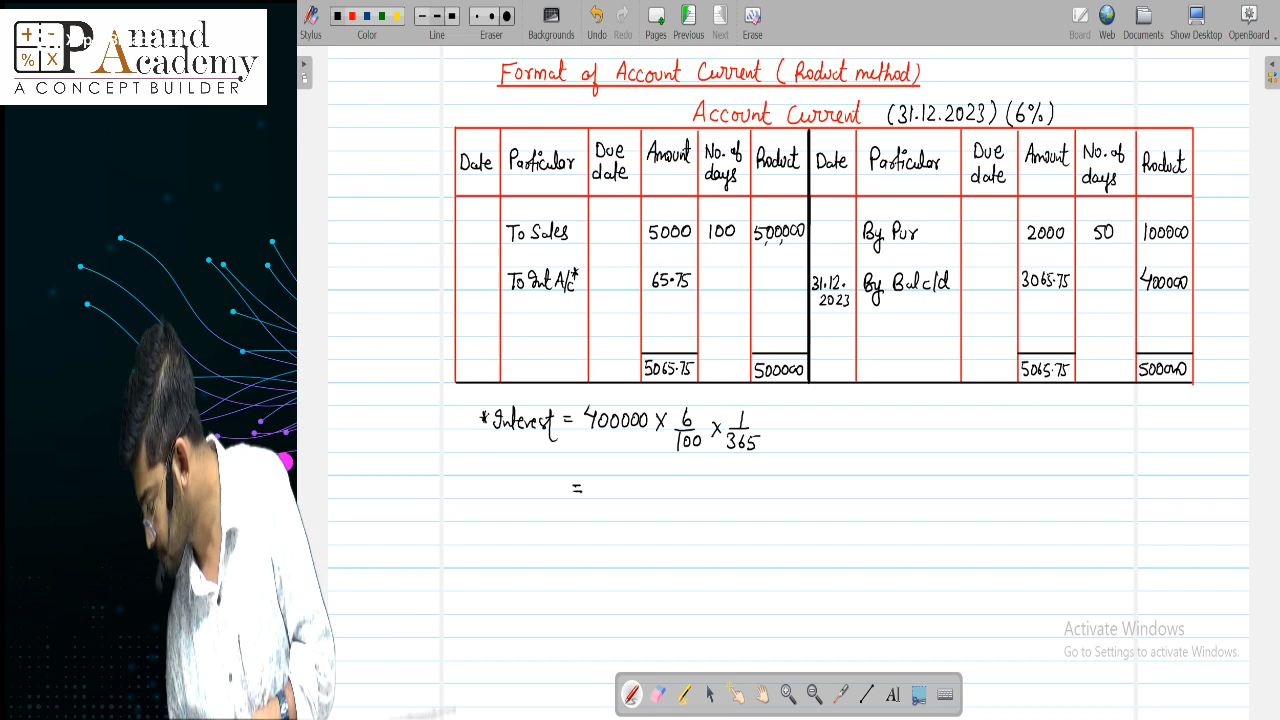 + - % X
P Anand Academy
A CONCEPT BUILDER
Stylus Color Line Eraser Backgrounds Undo Redo Pages Previous Next Erase Board Web Documents Show Desktop OpenBoard
Format of Account Current (Product method)
Account Current (31.12.2023) (6%)
Date Particular Due date Amount No. of days Product Date Particular Due date Amount No. of days Product
To Sales 5000 100 5,00,000 By Pur 2000 50 100000
To Int A/c* 65.75 31.12.2023 By Bal c/d 3065.75 400000
5065.75 500000 5065.75 500000
*Interest = 400000 X 6/100 X 1/365
=
Activate Windows
Go to Settings to activate Windows.